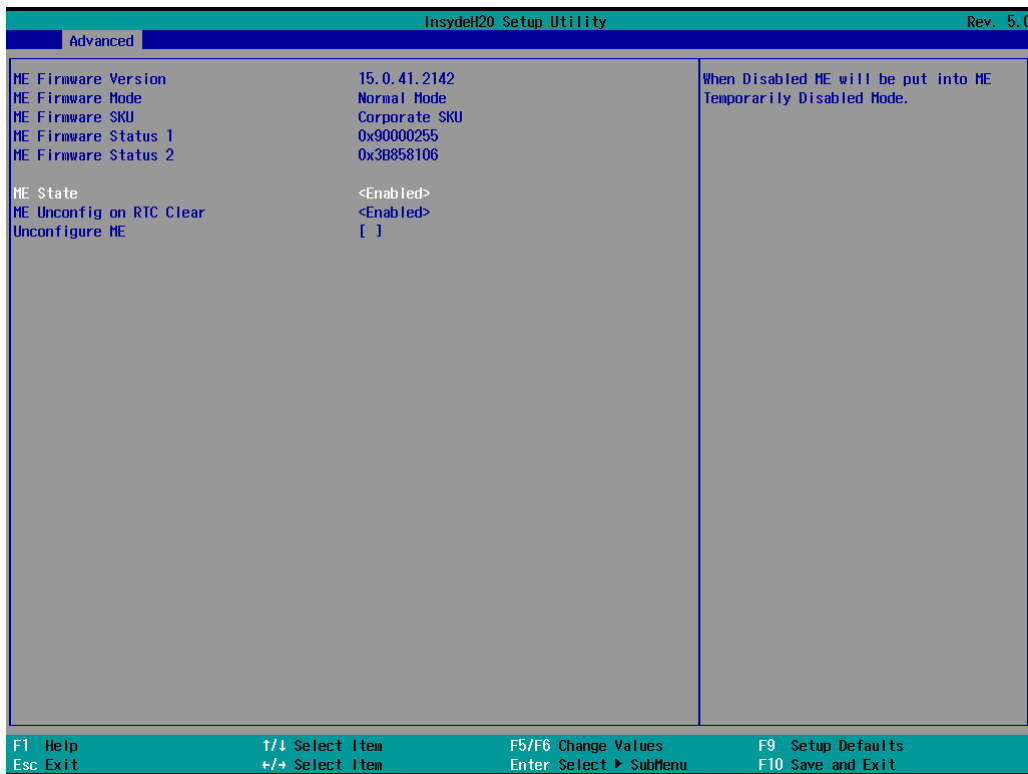 InsydeH20 Setup Utility Rev. 5.0
Advanced
ME Firmware Version 15.0.41.2142
ME Firmware Mode Normal Mode
ME Firmware SKU Corporate SKU
ME Firmware Status 1 0x90000255
ME Firmware Status 2 0x3B858106
ME State <Enabled>
ME Unconfig on RTC Clear <Enabled>
Unconfigure ME [ ]
When Disabled ME will be put into ME
Temporarily Disabled Mode.
F1 Help ↑/↓ Select Item F5/F6 Change Values F9 Setup Defaults
Esc Exit ←/→ Select Item Enter Select ▶ SubMenu F10 Save and Exit